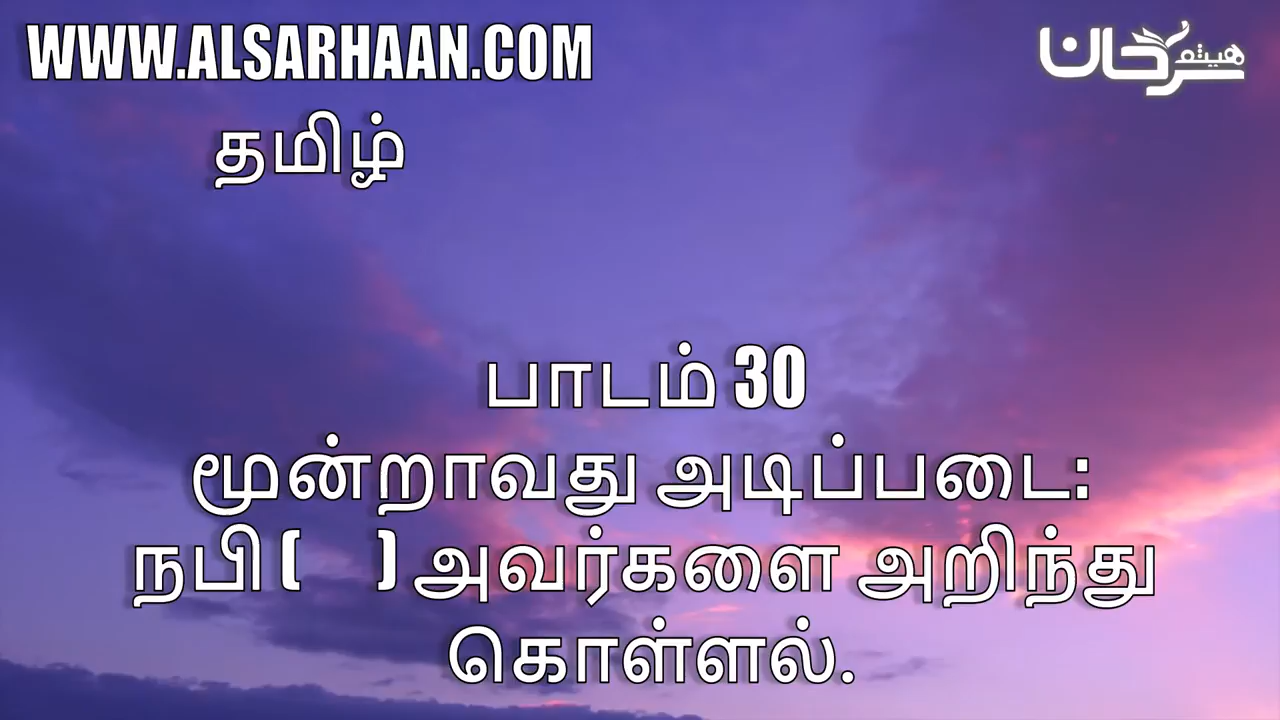 WWW.ALSARHAAN.COM
هيثم
سرحان
தமிழ்
பாடம் 30
மூன்றாவது அடிப்படை:
நபி ( ) அவர்களை அறிந்து
கொள்ளல்.